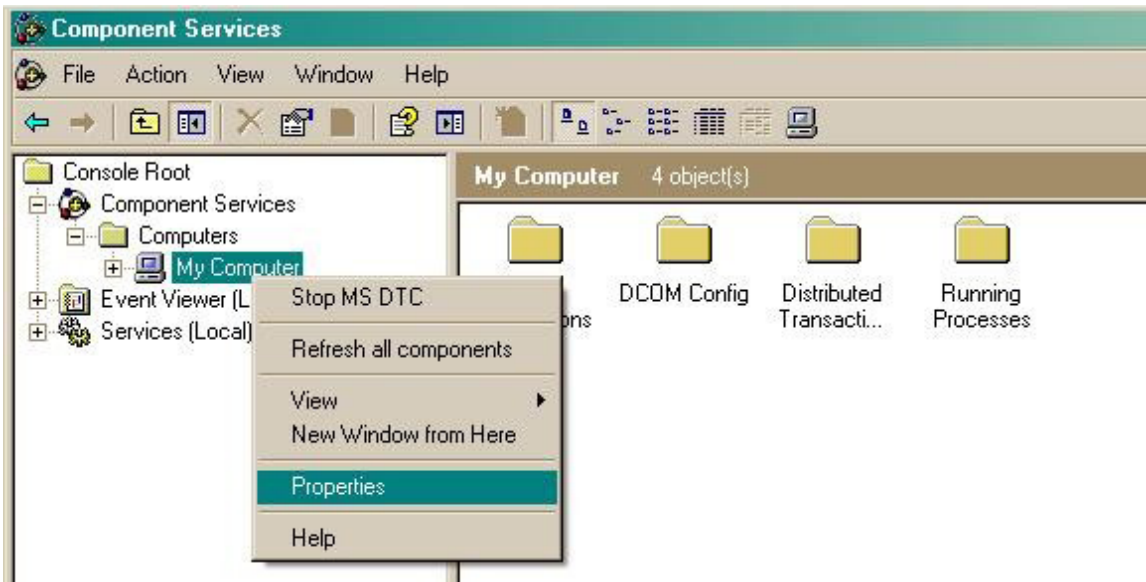 Component Services
File Action View Window Help
Console Root
Component Services
Computers
My Computer
Event Viewer (L
Services (Local)
My Computer 4 object(s)
ons
DCOM Config
Distributed
Transacti...
Running
Processes
Stop MS DTC
Refresh all components
View
New Window from Here
Properties
Help